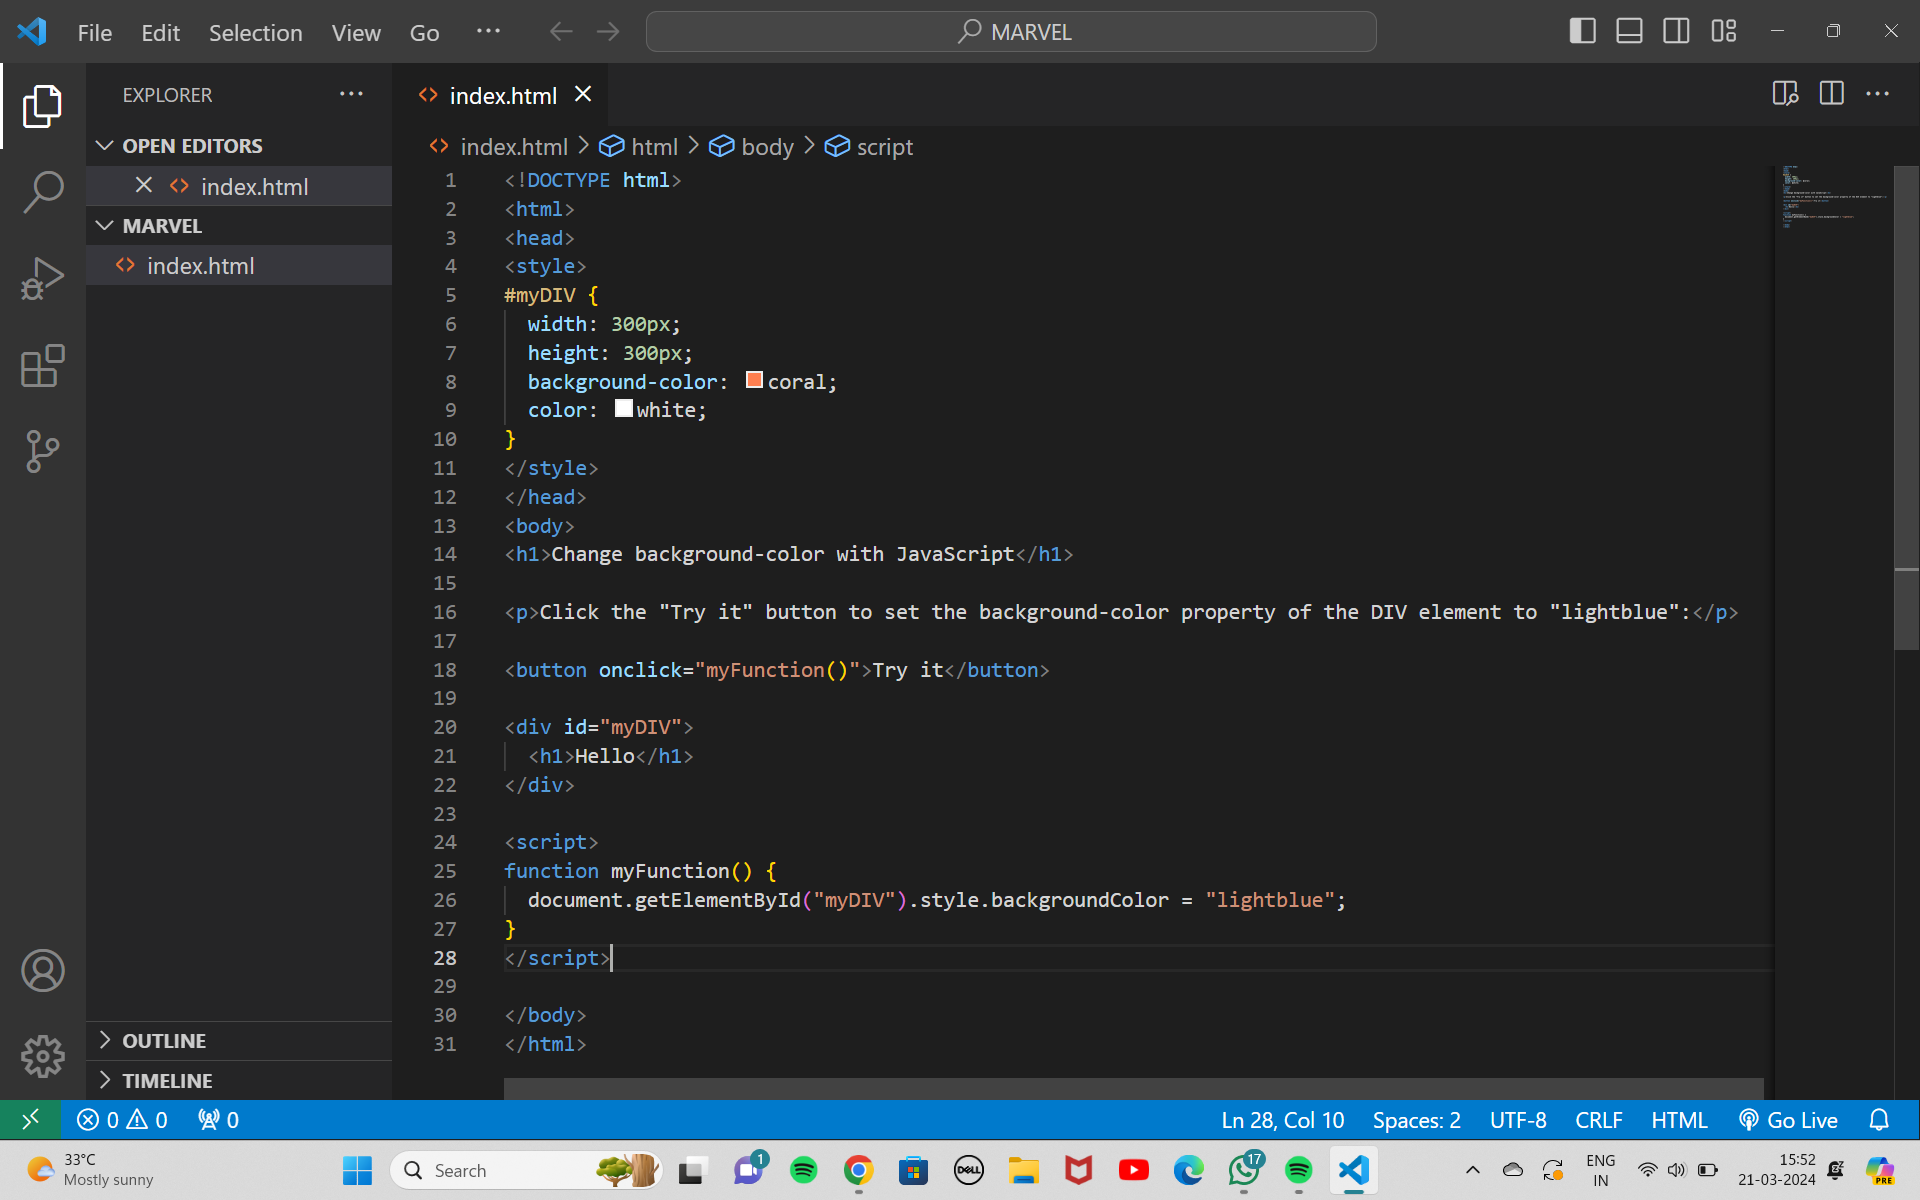 File Edit Selection View Go ··· MARVEL
EXPLORER ···
index.html
OPEN EDITORS
index.html
MARVEL
index.html
OUTLINE
TIMELINE
index.html > html > body > script
1 <!DOCTYPE html>
2 <html>
3 <head>
4 <style>
5 #myDIV {
6   width: 300px;
7   height: 300px;
8   background-color: coral;
9   color: white;
10 }
11 </style>
12 </head>
13 <body>
14 <h1>Change background-color with JavaScript</h1>
15
16 <p>Click the "Try it" button to set the background-color property of the DIV element to "lightblue":</p>
17
18 <button onclick="myFunction()">Try it</button>
19
20 <div id="myDIV">
21   <h1>Hello</h1>
22 </div>
23
24 <script>
25 function myFunction() {
26   document.getElementById("myDIV").style.backgroundColor = "lightblue";
27 }
28 </script>
29
30 </body>
31 </html>
0 0 0 Ln 28, Col 10 Spaces: 2 UTF-8 CRLF HTML Go Live
33°C
Mostly sunny
Search
1
DELL
17
ENG
IN
15:52
21-03-2024
PRE